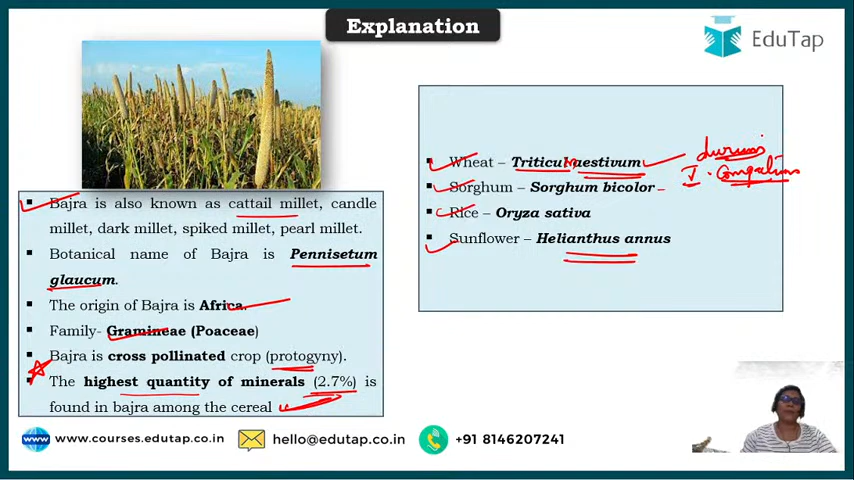 Explanation
EduTap
Bajra is also known as cattail millet, candle
millet, dark millet, spiked millet, pearl millet.
Botanical name of Bajra is Pennisetum
glaucum.
The origin of Bajra is Africa.
Family- Gramineae (Poaceae)
Bajra is cross pollinated crop (protogyny).
The highest quantity of minerals (2.7%) is
found in bajra among the cereal
Wheat – Triticum aestivum
durum
Sorghum – Sorghum bicolor
Rice – Oryza sativa
Sunflower – Helianthus annus
www.courses.edutap.co.in
hello@edutap.co.in
+91 8146207241